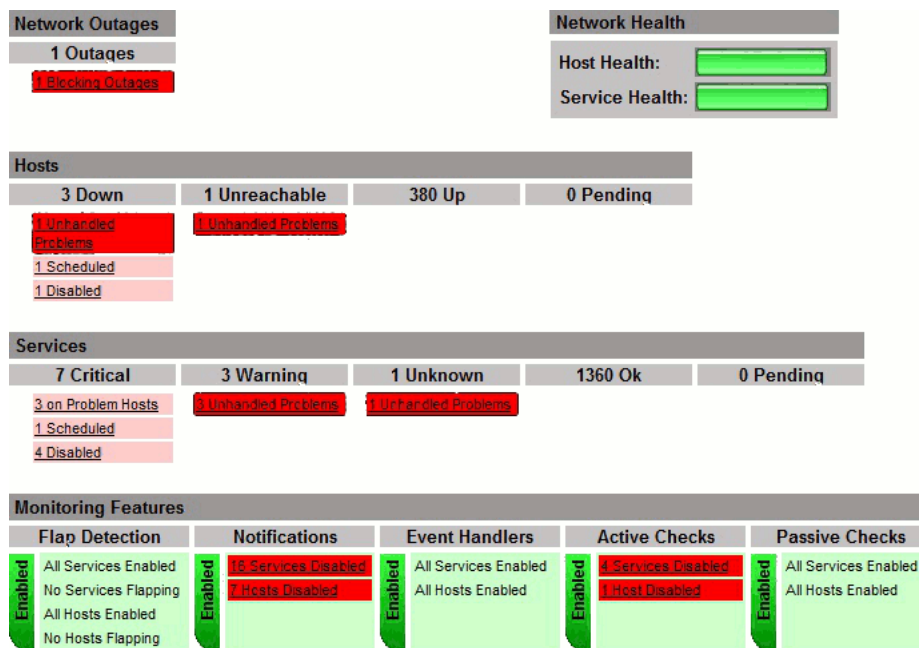 Network Outages
1 Outages
1 Blocking Outages
Network Health
Host Health:
Service Health:
Hosts
3 Down
1 Unreachable
380 Up
0 Pending
1 Unhandled
Problems
1 Unhandled Problems
1 Scheduled
1 Disabled
Services
7 Critical
3 Warning
1 Unknown
1360 Ok
0 Pending
3 on Problem Hosts
3 Unhandled Problems
1 Unhandled Problems
1 Scheduled
4 Disabled
Monitoring Features
Flap Detection
Notifications
Event Handlers
Active Checks
Passive Checks
Enabled
All Services Enabled
No Services Flapping
All Hosts Enabled
No Hosts Flapping
Enabled
16 Services Disabled
7 Hosts Disabled
Enabled
All Services Enabled
All Hosts Enabled
Enabled
4 Services Disabled
1 Host Disabled
Enabled
All Services Enabled
All Hosts Enabled